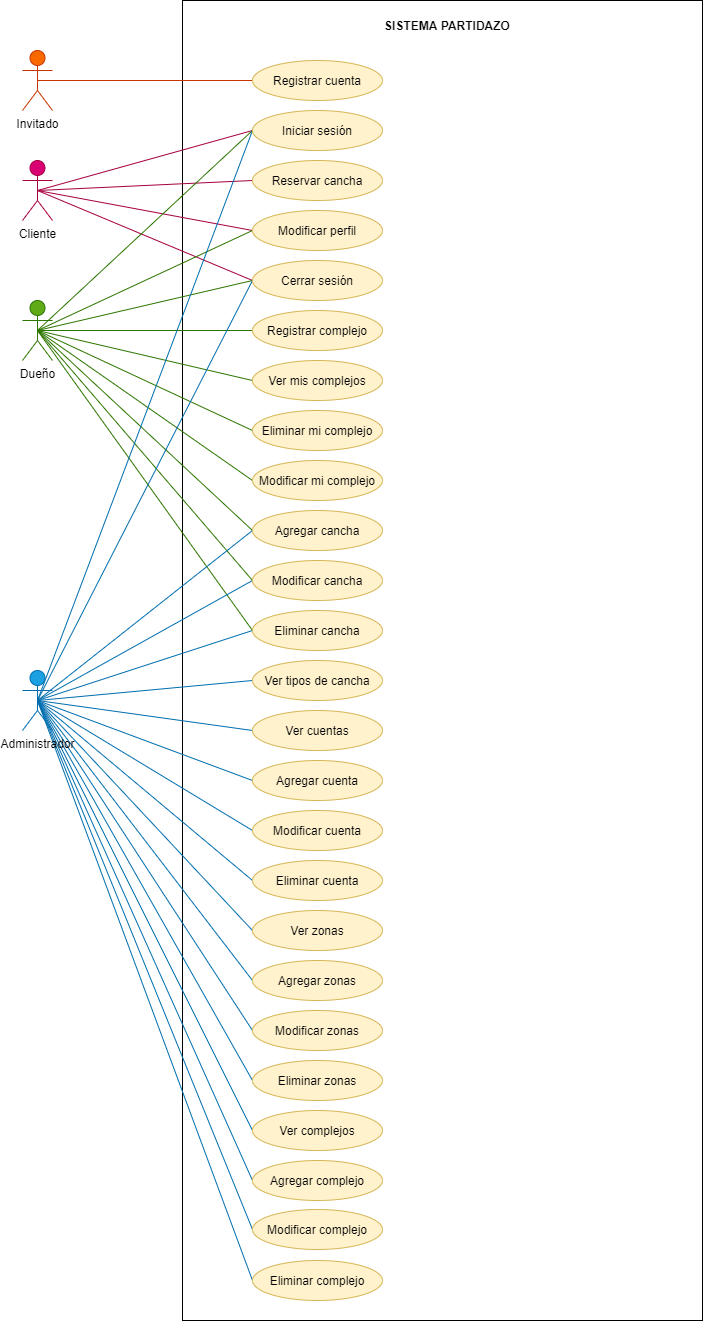 SISTEMA PARTIDAZO
Invitado
Registrar cuenta
Iniciar sesión
Cliente
Reservar cancha
Modificar perfil
Cerrar sesión
Dueño
Registrar complejo
Ver mis complejos
Eliminar mi complejo
Modificar mi complejo
Agregar cancha
Modificar cancha
Eliminar cancha
Ver tipos de cancha
Administrador
Ver cuentas
Agregar cuenta
Modificar cuenta
Eliminar cuenta
Ver zonas
Agregar zonas
Modificar zonas
Eliminar zonas
Ver complejos
Agregar complejo
Modificar complejo
Eliminar complejo